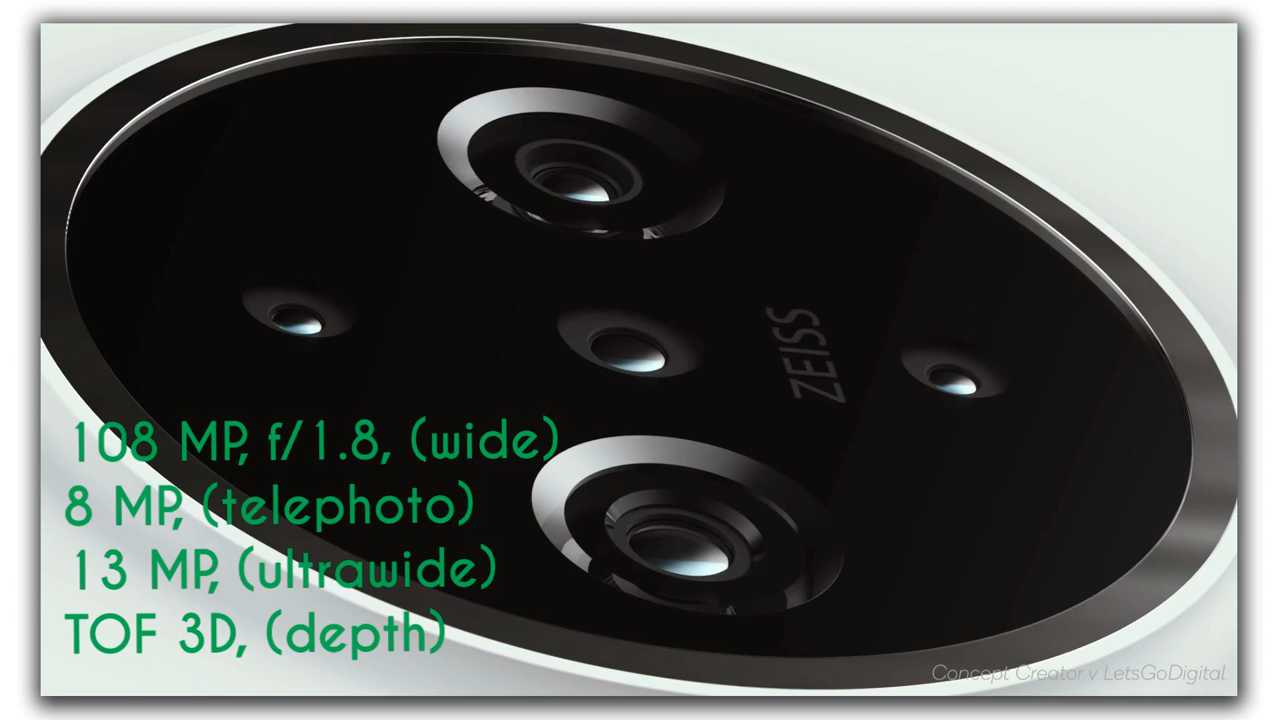 ZEISS
108 MP, f/1.8, (wide)
8 MP, (telephoto)
13 MP, (ultrawide)
TOF 3D, (depth)
Concept Creator v LetsGoDigital